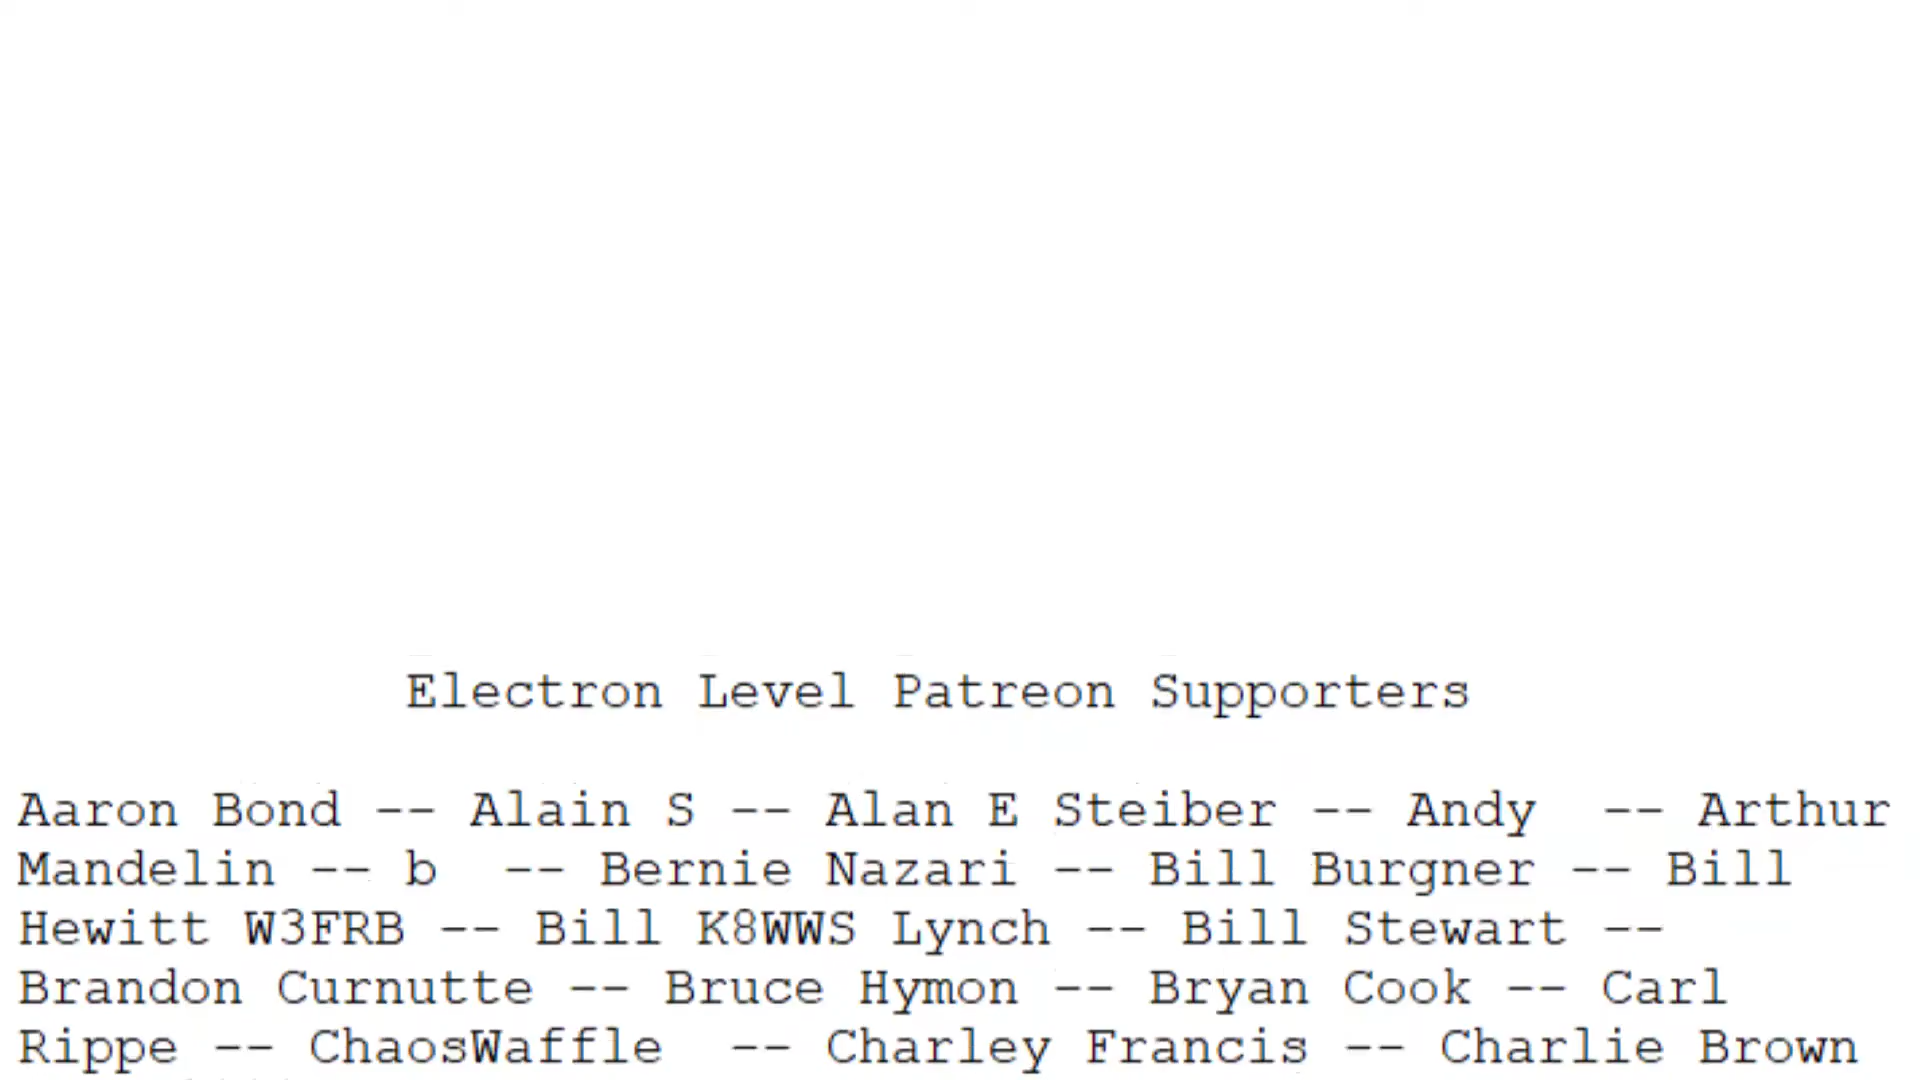 Electron Level Patreon Supporters
Aaron Bond -- Alain S -- Alan E Steiber -- Andy  -- Arthur
Mandelin -- b  -- Bernie Nazari -- Bill Burgner -- Bill
Hewitt W3FRB -- Bill K8WWS Lynch -- Bill Stewart --
Brandon Curnutte -- Bruce Hymon -- Bryan Cook -- Carl
Rippe -- ChaosWaffle  -- Charley Francis -- Charlie Brown